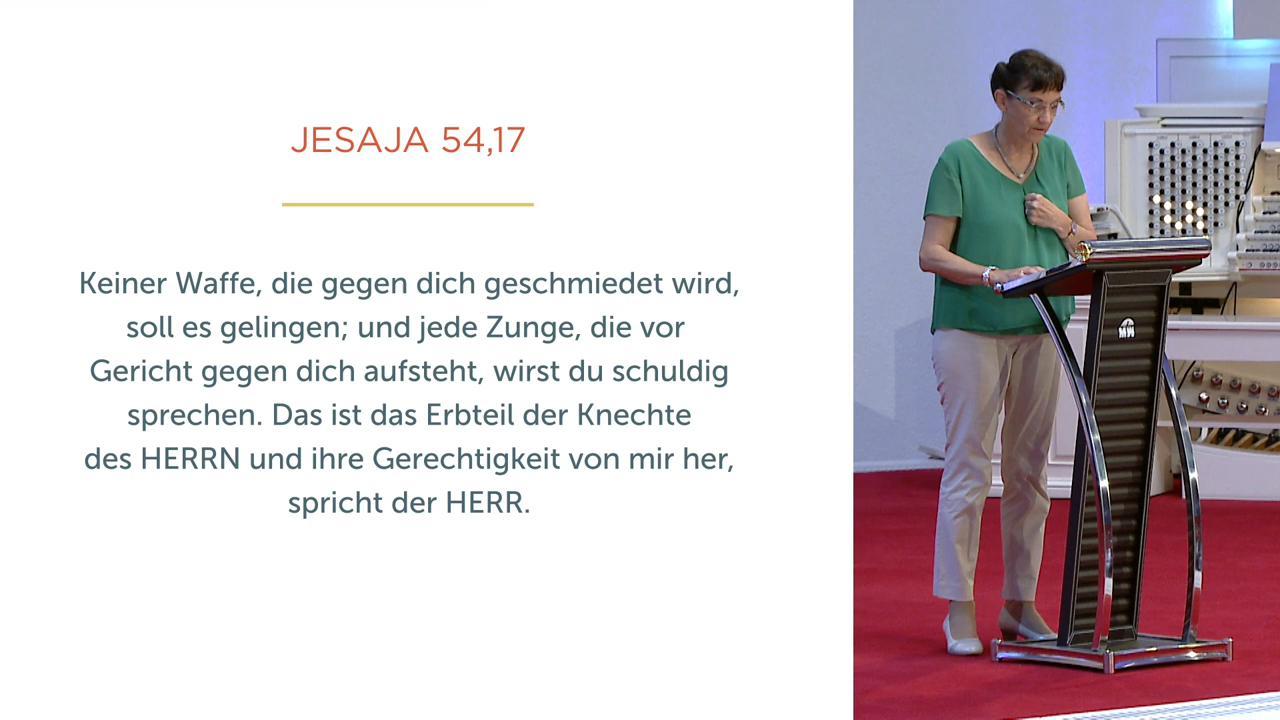 JESAJA 54,17
Keiner Waffe, die gegen dich geschmiedet wird,
soll es gelingen; und jede Zunge, die vor
Gericht gegen dich aufsteht, wirst du schuldig
sprechen. Das ist das Erbteil der Knechte
des HERRN und ihre Gerechtigkeit von mir her,
spricht der HERR.
MW